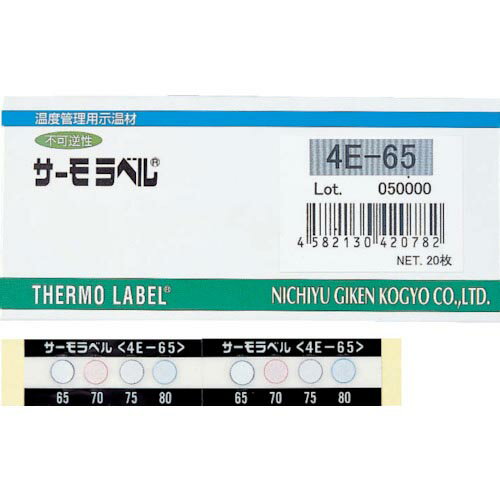 温度管理用示温材
不可逆性
サーモラベル®
4E-65
Lot. 050000
4 582130 420782
NET. 20枚
THERMO LABEL®
NICHIYU GIKEN KOGYO CO.,LTD.
サーモラベル<4E-65> サーモラベル<4E-65>
65 70 75 80 65 70 75 80